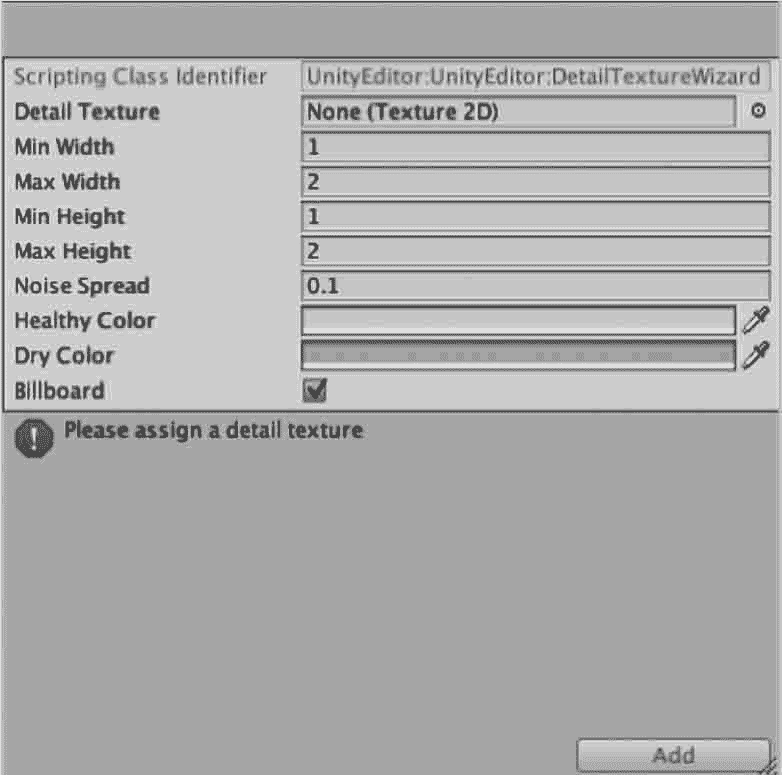 Scripting Class Identifier UnityEditor:UnityEditor:DetailTextureWizard
Detail Texture None (Texture 2D)
Min Width 1
Max Width 2
Min Height 1
Max Height 2
Noise Spread 0.1
Healthy Color
Dry Color
Billboard
Please assign a detail texture
Add